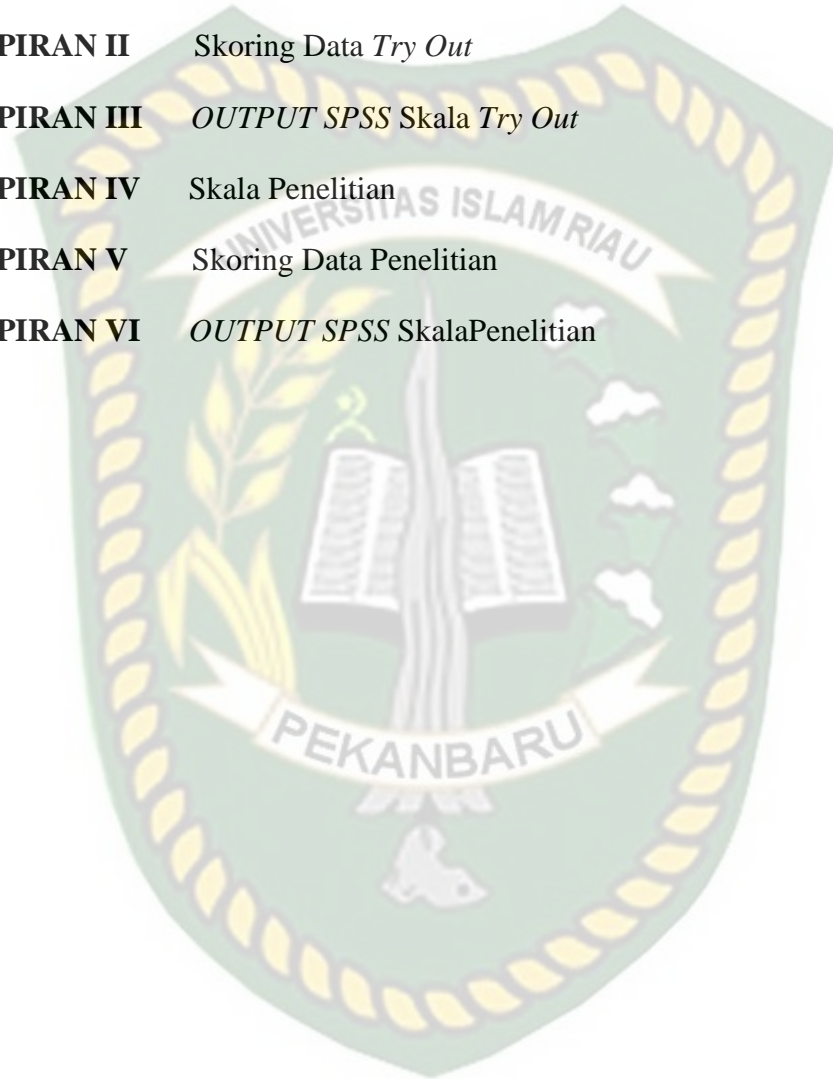 PIRAN II Skoring Data Try Out
PIRAN III OUTPUT SPSS Skala Try Out
PIRAN IV Skala Penelitian
UNIVERSITAS ISLAM RIAU
PIRAN V Skoring Data Penelitian
PIRAN VI OUTPUT SPSS SkalaPenelitian
PEKANBARU